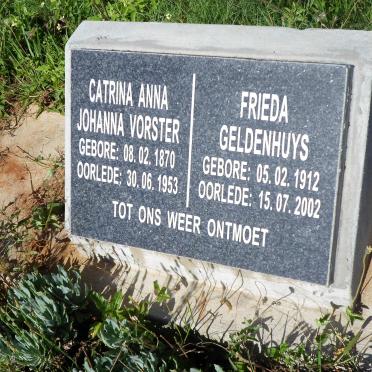 CATRINA ANNA
JOHANNA VORSTER
GEBORE: 08. 02. 1870
OORLEDE: 30. 06. 1953
FRIEDA
GELDENHUYS
GEBORE: 05. 02. 1912
OORLEDE: 15. 07. 2002
TOT ONS WEER ONTMOET